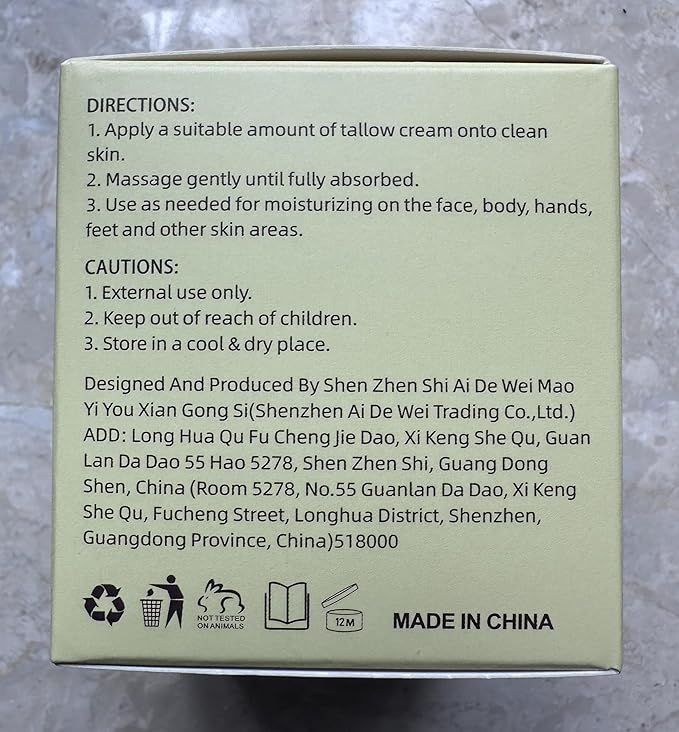 DIRECTIONS:
1. Apply a suitable amount of tallow cream onto clean
skin.
2. Massage gently until fully absorbed.
3. Use as needed for moisturizing on the face, body, hands,
feet and other skin areas.
CAUTIONS:
1. External use only.
2. Keep out of reach of children.
3. Store in a cool & dry place.
Designed And Produced By Shen Zhen Shi Ai De Wei Mao
Yi You Xian Gong Si(Shenzhen Ai De Wei Trading Co.,Ltd.)
ADD: Long Hua Qu Fu Cheng Jie Dao, Xi Keng She Qu, Guan
Lan Da Dao 55 Hao 5278, Shen Zhen Shi, Guang Dong
Shen, China (Room 5278, No.55 Guanlan Da Dao, Xi Keng
She Qu, Fucheng Street, Longhua District, Shenzhen,
Guangdong Province, China)518000
NOT TESTED
ON ANIMALS
12M
MADE IN CHINA